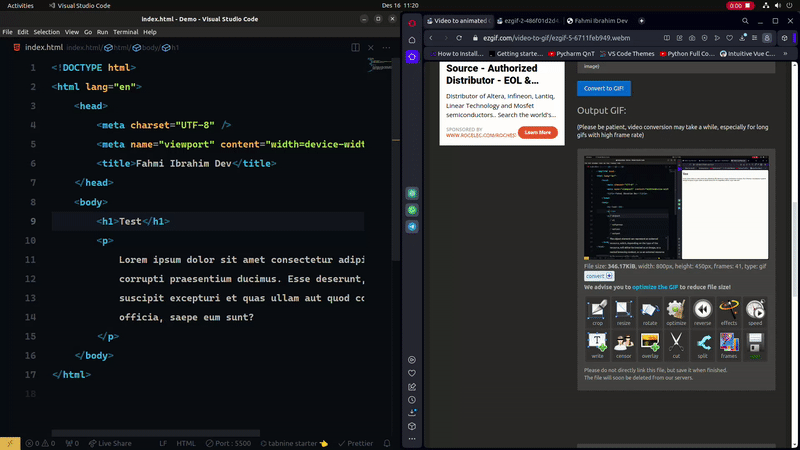 Activities
Visual Studio Code
Des 16 11:20
0:00
index.html - Demo - Visual Studio Code
File Edit Selection View Go Run Terminal Help
index.html index.html/ html/ body/ h1
1 <!DOCTYPE html>
2 <html lang="en">
3 <head>
4 <meta charset="UTF-8" />
5 <meta name="viewport" content="width=device-widt
6 <title>Fahmi Ibrahim Dev</title>
7 </head>
8 <body>
9 <h1>Test</h1>
10 <p>
11 Lorem ipsum dolor sit amet consectetur adipi
12 corrupti praesentium ducimus. Esse deserunt,
13 suscipit excepturi et quas ullam aut quod co
14 officia, saepe eum sunt?
15 </p>
16 </body>
17 </html>
18
0 0 0 Live Share LF HTML Port : 5500 tabnine starter Prettier
Video to animated
ezgif-2-486f01d2d4
Fahmi Ibrahim Dev
ezgif.com/video-to-gif/ezgif-5-6711feb949.webm
How to Install...
Getting starte...
Pycharm QnT
VS Code Themes
Python Full Co...
Intuitive Vue C
Source - Authorized
Distributor - EOL &...
Distributor of Altera, Infineon, Lantiq,
Linear Technology and Mosfet
semiconductors.. Search the world's...
SPONSORED BY
WWW.ROCELEC.COM/ROCHES
Learn More
image)
Convert to GIF!
Output GIF:
(Please be patient, video conversion may take a while, especially for long
gifs with high frame rate)
File size: 346.17KiB, width: 800px, height: 450px, frames: 41, type: gif
convert
We advise you to optimize the GIF to reduce file size!
crop resize rotate optimize reverse effects speed
write censor overlay cut split frames save
Please do not directly link this file, but save it when finished.
The file will soon be deleted from our servers.